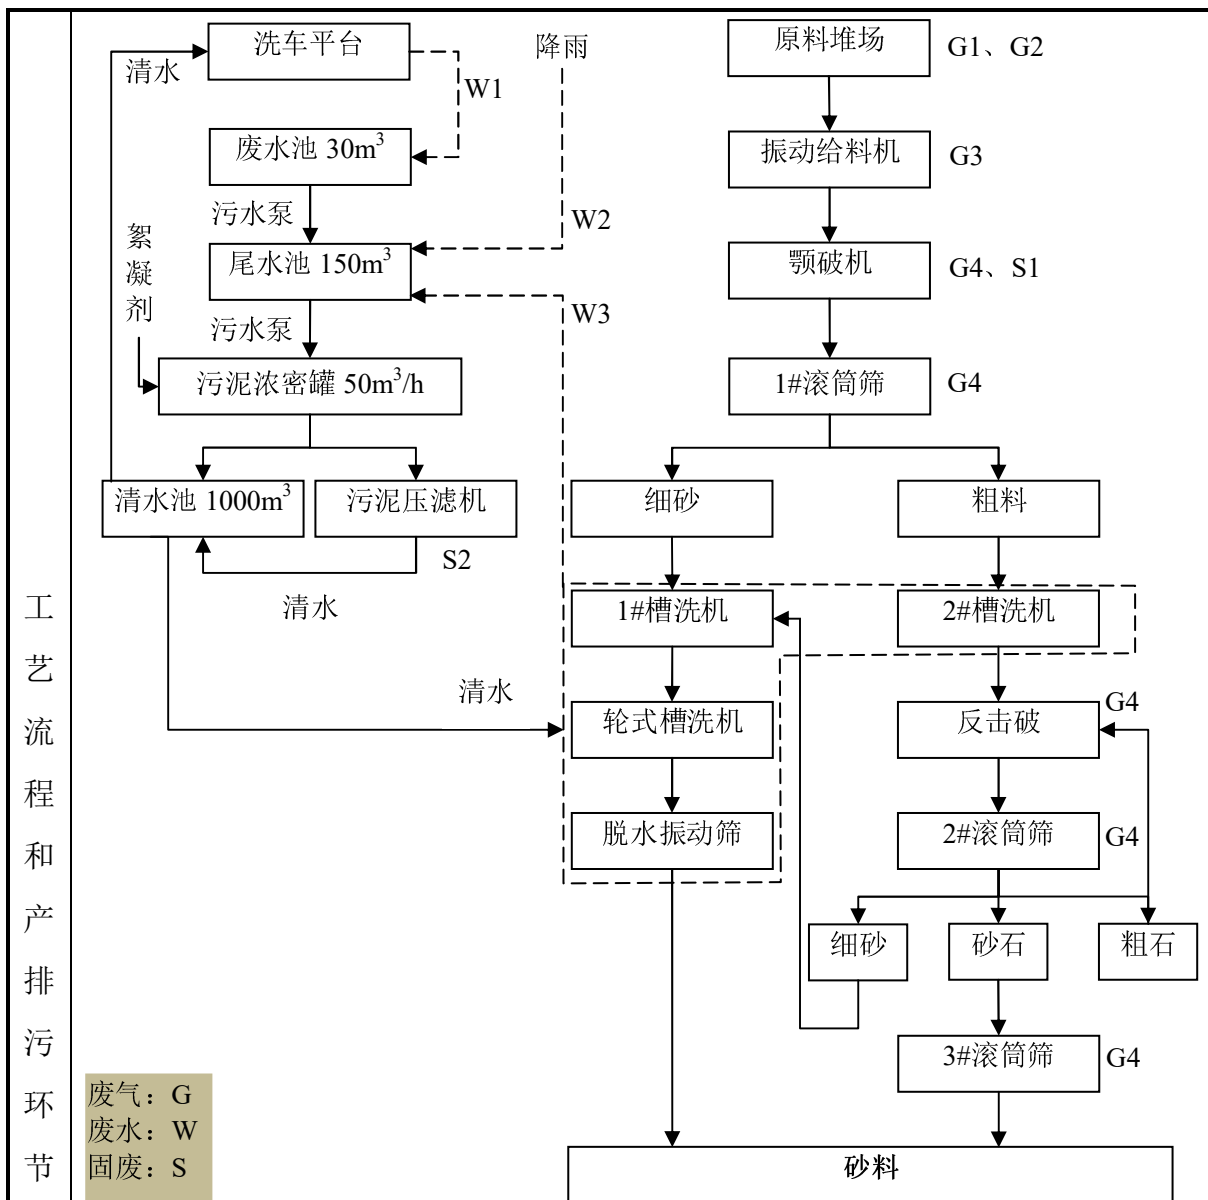 工艺流程和产排污环节
洗车平台
清水
W1
废水池 30m³
污水泵
絮凝剂
尾水池 150m³
污水泵
污泥浓密罐 50m³/h
清水池 1000m³
污泥压滤机
S2
清水
清水
降雨
W2
W3
原料堆场
G1、G2
振动给料机
G3
颚破机
G4、S1
1#滚筒筛
G4
细砂
粗料
1#槽洗机
2#槽洗机
轮式槽洗机
反击破
G4
脱水振动筛
2#滚筒筛
G4
细砂
砂石
粗石
3#滚筒筛
G4
砂料
废气：G
废水：W
固废：S